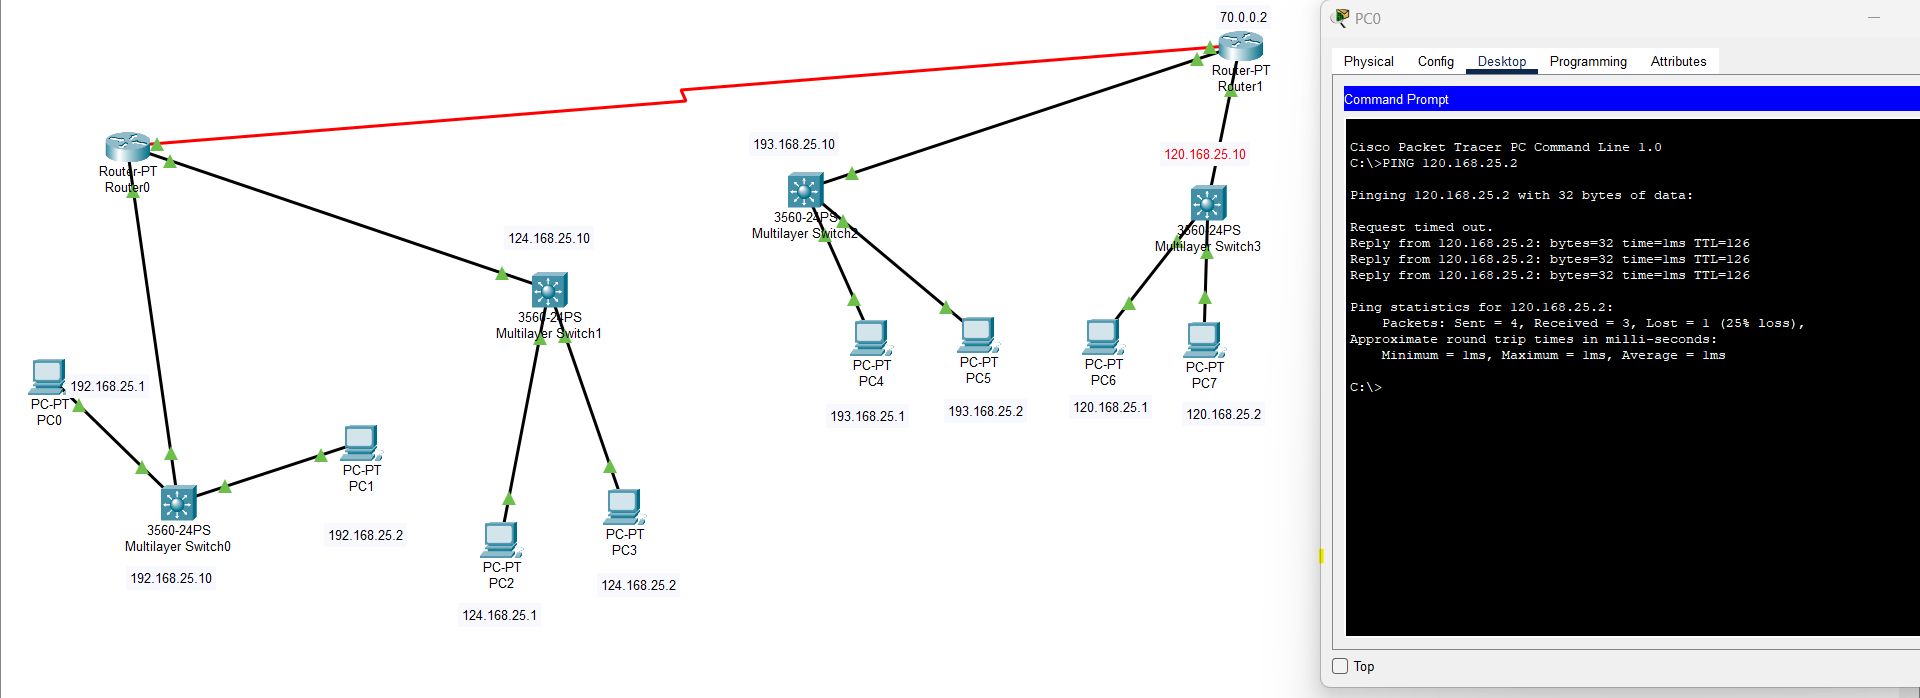 70.0.0.2
Router-PT
Router1
193.168.25.10
120.168.25.10
Router-PT
Router0
3560-24PS
Multilayer Switch2
3560-24PS
Multilayer Switch3
124.168.25.10
3560-24PS
Multilayer Switch1
192.168.25.1
PC-PT
PC0
PC-PT
PC4
PC-PT
PC5
PC-PT
PC6
PC-PT
PC7
193.168.25.1
193.168.25.2
120.168.25.1
120.168.25.2
PC-PT
PC1
3560-24PS
Multilayer Switch0
192.168.25.2
192.168.25.10
PC-PT
PC2
PC-PT
PC3
124.168.25.2
124.168.25.1
PC0
Physical Config Desktop Programming Attributes
Command Prompt
Cisco Packet Tracer PC Command Line 1.0
C:\>PING 120.168.25.2
Pinging 120.168.25.2 with 32 bytes of data:
Request timed out.
Reply from 120.168.25.2: bytes=32 time=1ms TTL=126
Reply from 120.168.25.2: bytes=32 time=1ms TTL=126
Reply from 120.168.25.2: bytes=32 time=1ms TTL=126
Ping statistics for 120.168.25.2:
Packets: Sent = 4, Received = 3, Lost = 1 (25% loss),
Approximate round trip times in milli-seconds:
Minimum = 1ms, Maximum = 1ms, Average = 1ms
C:\>
Top